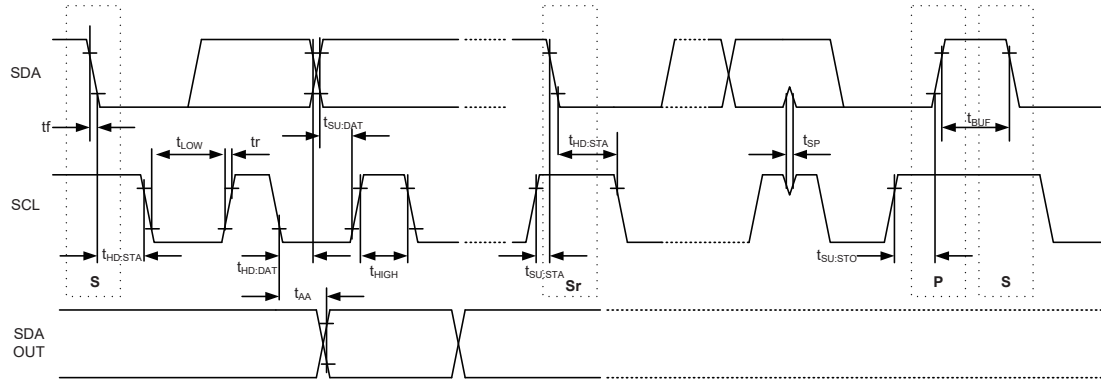 SDA
tf
tLOW
tr
tSU:DAT
tHD:STA
tSP
tBUF
SCL
tHD:STA
tHD:DAT
tHIGH
tSU:STA
tSU:STO
S
Sr
P
S
tAA
SDA
OUT